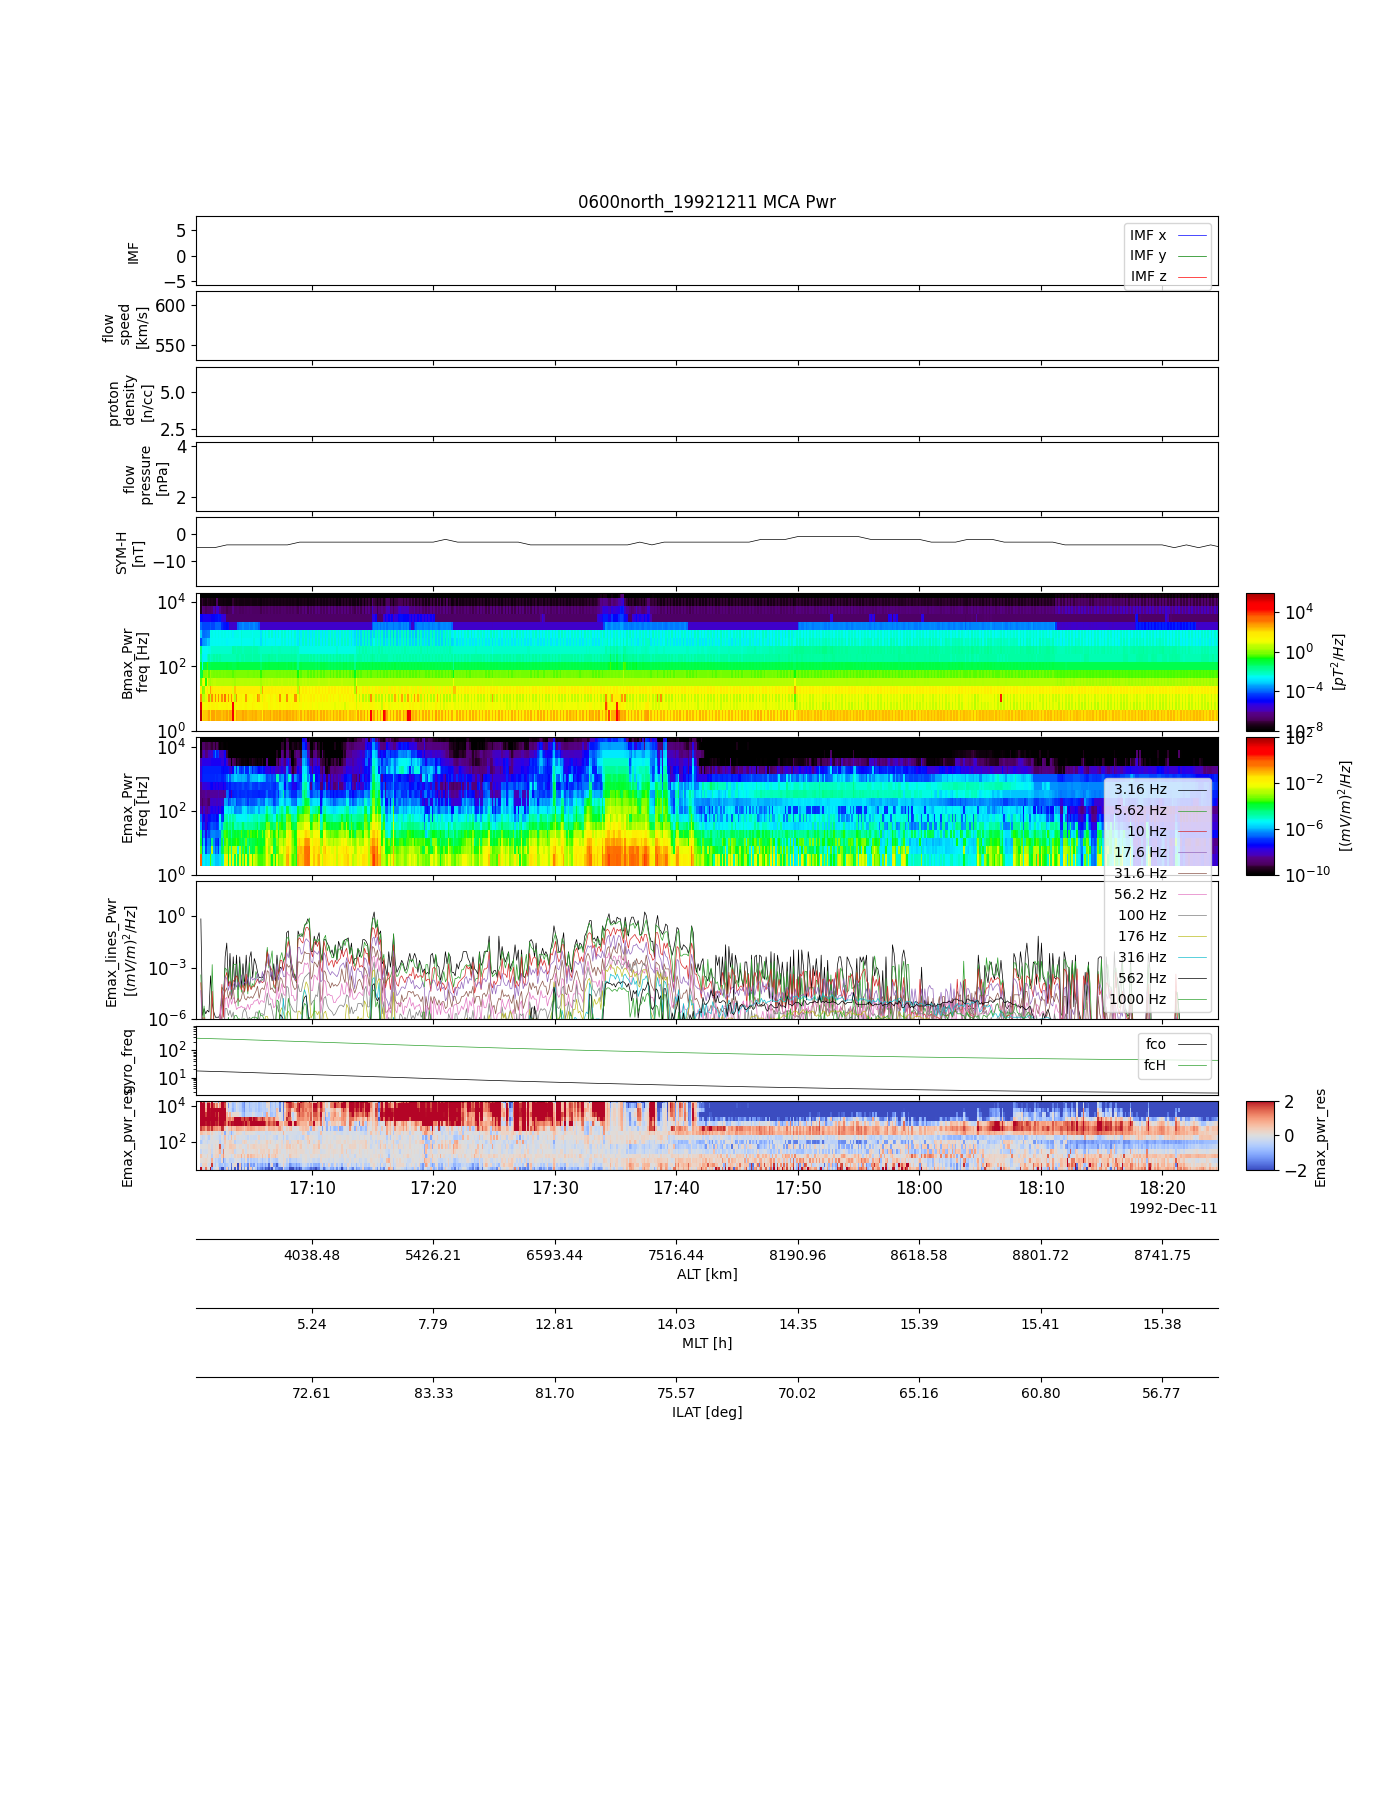 0600north_19921211 MCA Pwr
IMF
5
0
−5
IMF x
IMF y
IMF z
flow
speed
[km/s]
600
550
proton
density
[n/cc]
5.0
2.5
flow
pressure
[nPa]
4
2
SYM-H
[nT]
0
−10
Bmax_Pwr
freq [Hz]
10^4
10^2
10^0
10^4
10^0
10^−4
10^−8
[pT^2/Hz]
Emax_Pwr
freq [Hz]
10^4
10^2
10^0
10^2
10^−2
10^−6
10^−10
[(mV/m)^2/Hz]
3.16 Hz
5.62 Hz
10 Hz
17.6 Hz
31.6 Hz
56.2 Hz
100 Hz
176 Hz
316 Hz
562 Hz
1000 Hz
Emax_lines_Pwr
[(mV/m)^2/Hz]
10^0
10^−3
10^−6
gyro_freq
10^2
10^1
fco
fcH
Emax_pwr_res
10^4
10^2
2
0
−2
Emax_pwr_res
17:10 17:20 17:30 17:40 17:50 18:00 18:10 18:20
1992-Dec-11
4038.48 5426.21 6593.44 7516.44 8190.96 8618.58 8801.72 8741.75
ALT [km]
5.24 7.79 12.81 14.03 14.35 15.39 15.41 15.38
MLT [h]
72.61 83.33 81.70 75.57 70.02 65.16 60.80 56.77
ILAT [deg]